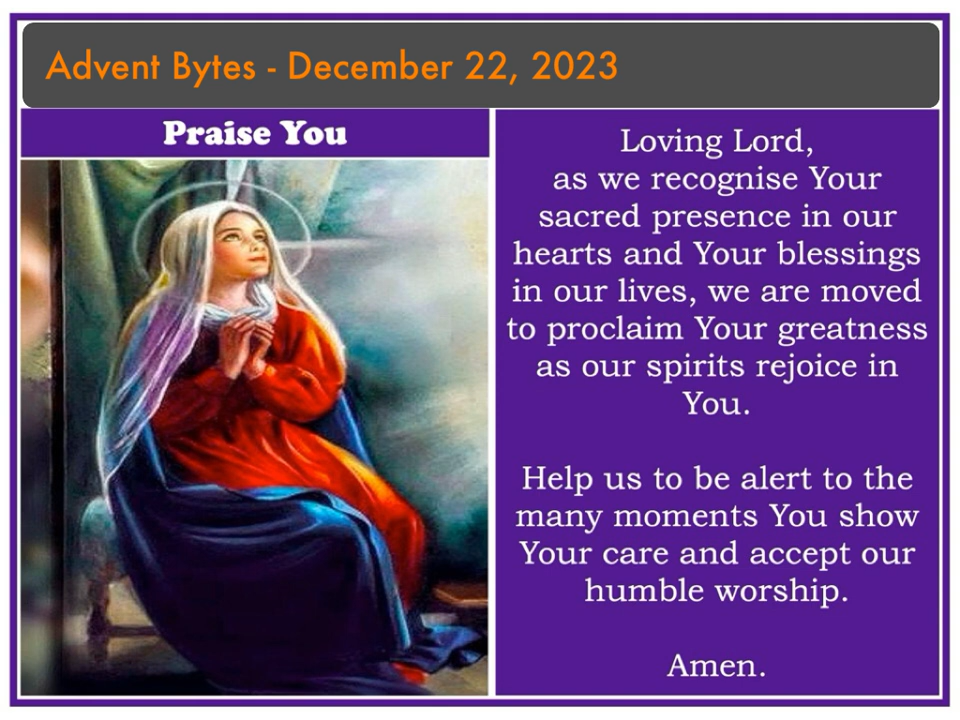 Advent Bytes - December 22, 2023
Praise You
Loving Lord,
as we recognise Your
sacred presence in our
hearts and Your blessings
in our lives, we are moved
to proclaim Your greatness
as our spirits rejoice in
You.
Help us to be alert to the
many moments You show
Your care and accept our
humble worship.
Amen.